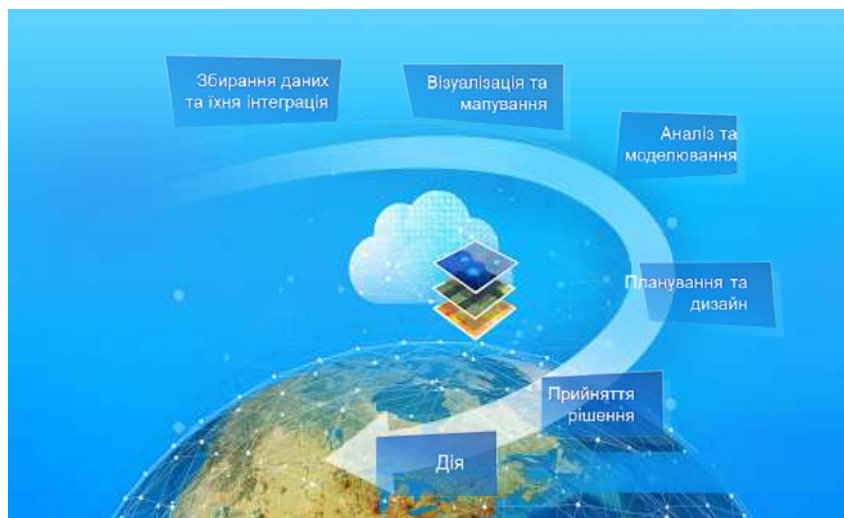 Збирання даних
та їхня інтеграція
Візуалізація та
мапування
Аналіз та
моделювання
Планування та
дизайн
Прийняття
рішення
Дія